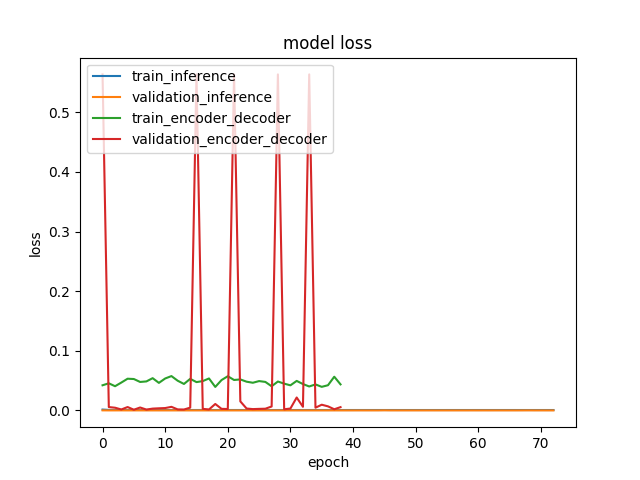 model loss
train_inference
validation_inference
train_encoder_decoder
validation_encoder_decoder
0.5
0.4
0.3
0.2
0.1
0.0
loss
0 10 20 30 40 50 60 70
epoch